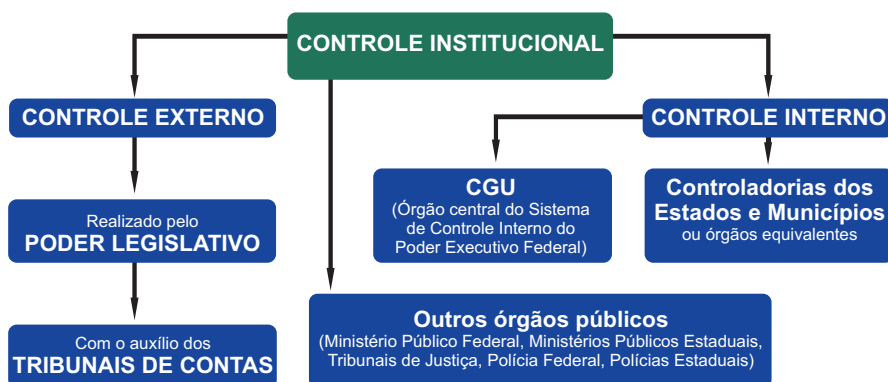 CONTROLE INSTITUCIONAL
CONTROLE EXTERNO
CONTROLE INTERNO
Realizado pelo
PODER LEGISLATIVO
CGU
(Órgão central do Sistema
de Controle Interno do
Poder Executivo Federal)
Controladorias dos
Estados e Municípios
ou órgãos equivalentes
Com o auxílio dos
TRIBUNAIS DE CONTAS
Outros órgãos públicos
(Ministério Público Federal, Ministérios Públicos Estaduais,
Tribunais de Justiça, Polícia Federal, Polícias Estaduais)